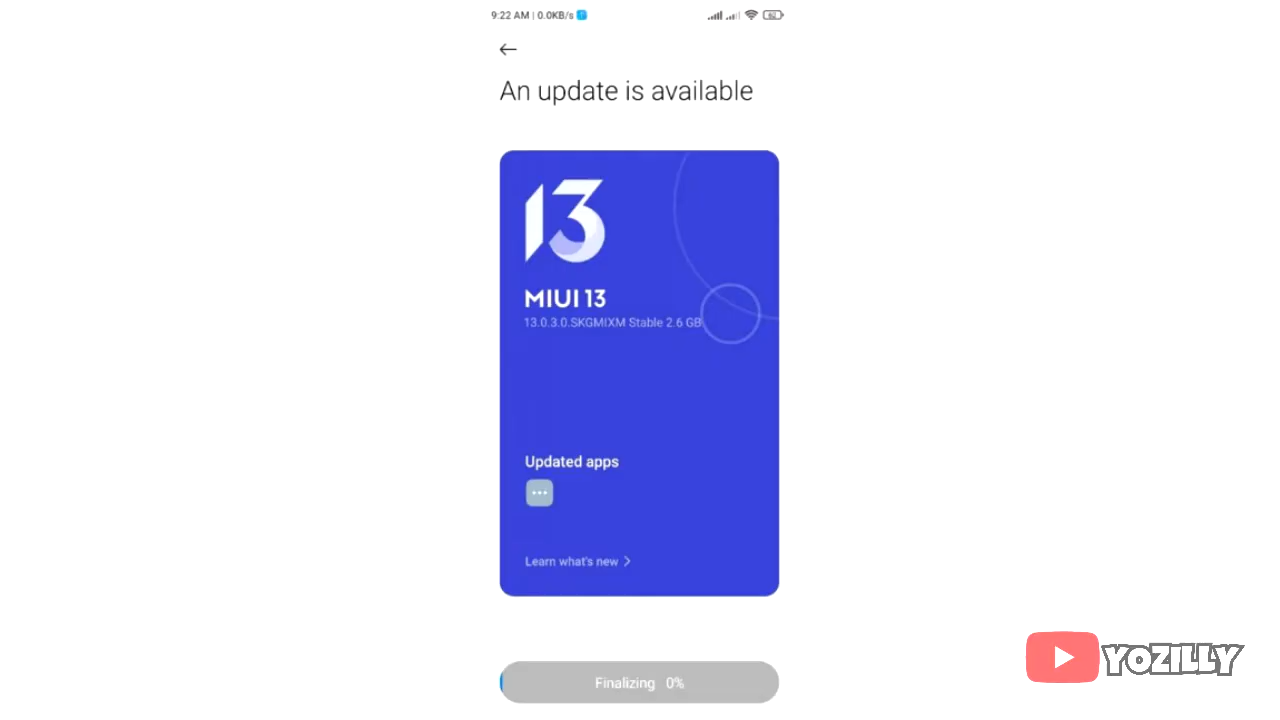 9:22 AM | 0.0KB/s
An update is available
13
MIUI 13
13.0.3.0.SKGMIXM Stable 2.6 GB
Updated apps
Learn what's new
Finalizing 0%
YOZILLY